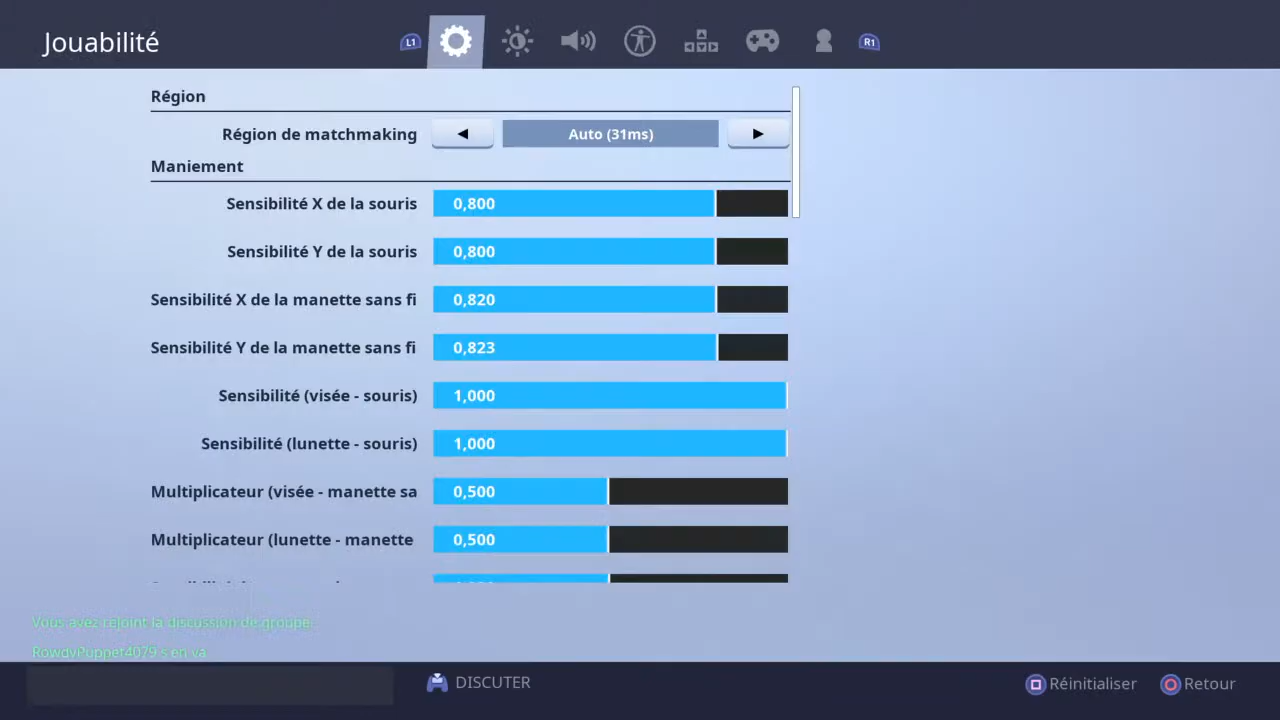 Jouabilité
L1
R1
Région
Région de matchmaking
Auto (31ms)
Maniement
Sensibilité X de la souris
0,800
Sensibilité Y de la souris
0,800
Sensibilité X de la manette sans fi
0,820
Sensibilité Y de la manette sans fi
0,823
Sensibilité (visée - souris)
1,000
Sensibilité (lunette - souris)
1,000
Multiplicateur (visée - manette sa
0,500
Multiplicateur (lunette - manette
0,500
Vous avez rejoint la discussion de groupe.
RowdyPuppet4079 s'en va
DISCUTER
Réinitialiser
Retour